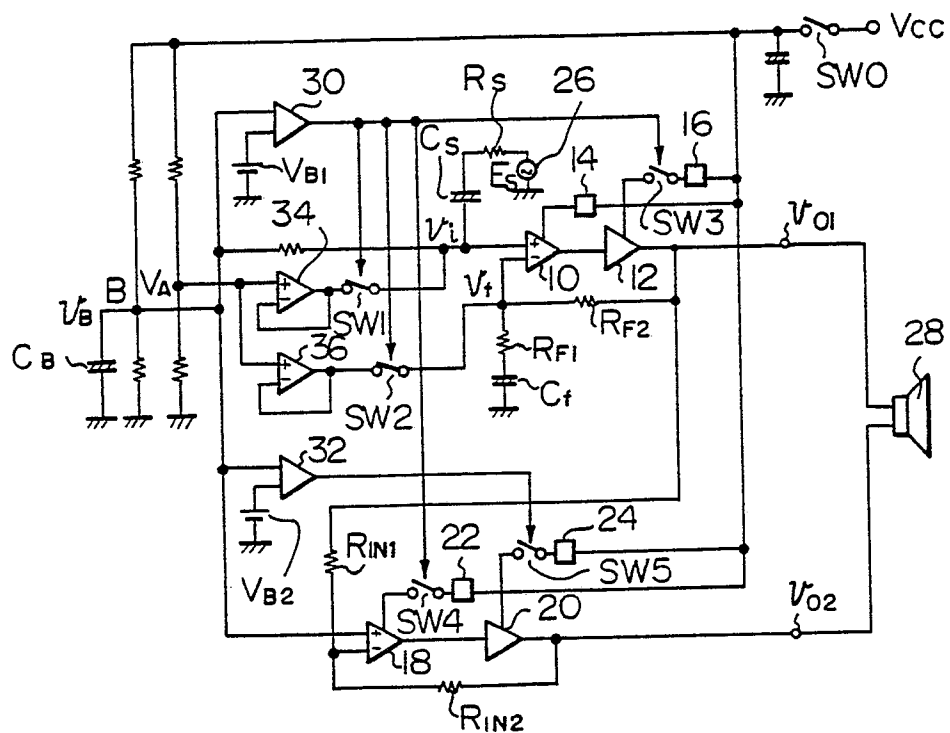 VCC
SW0
30
RS
26
16
CS
ES
14
VB1
SW3
34
vi
vO1
10
12
B
VA
vf
vB
SW1
RF2
CB
36
RF1
28
SW2
Cf
32
24
RIN1
22
SW5
VB2
SW4
20
vO2
18
RIN2
+
−
+
−
+
−
+
−